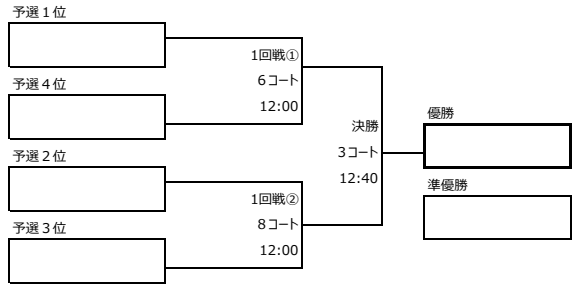 予選１位
1回戦①
6コート
12:00
予選４位
決勝
3コート
12:40
優勝
予選２位
準優勝
1回戦②
8コート
12:00
予選３位